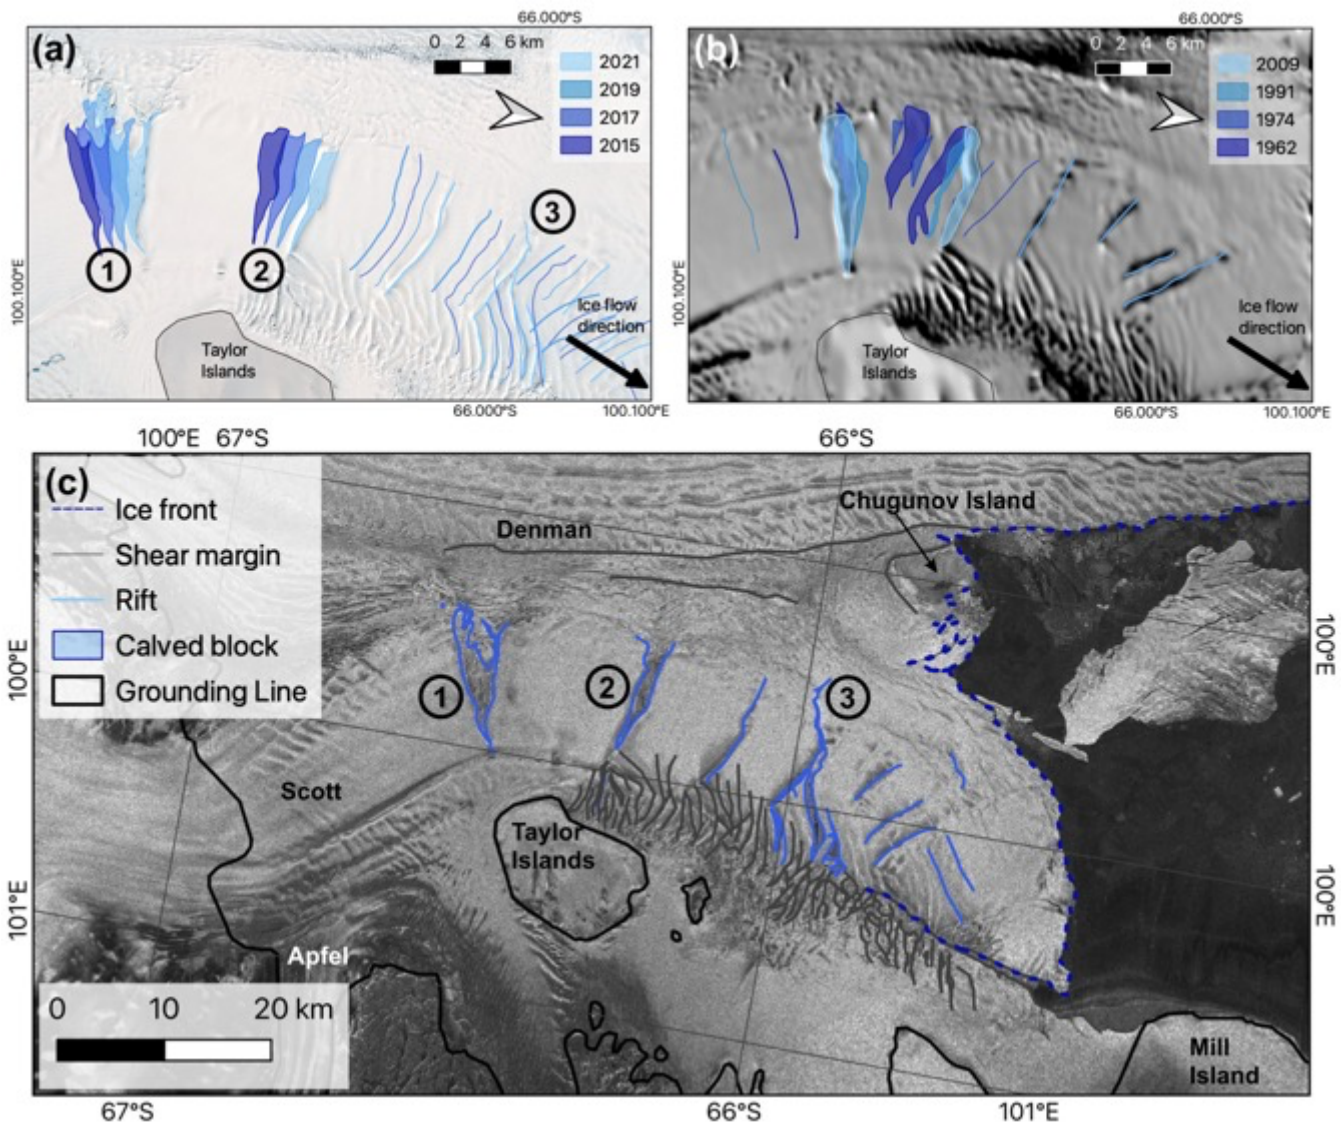 66.000°S
(a)
0 2 4 6 km
2021
2019
2017
2015
3
1
2
100.100°E
Ice flow
direction
Taylor
Islands
66.000°S
100.100°E
66.000°S
(b)
0 2 4 6 km
2009
1991
1974
1962
100.100°E
Ice flow
direction
Taylor
Islands
66.000°S
100.100°E
100°E 67°S
66°S
(c)
Ice front
Shear margin
Rift
Calved block
Grounding Line
Denman
Chugunov Island
100°E
100°E
1
2
3
Scott
Taylor
Islands
101°E
100°E
Apfel
0 10 20 km
Mill
Island
67°S
66°S
101°E